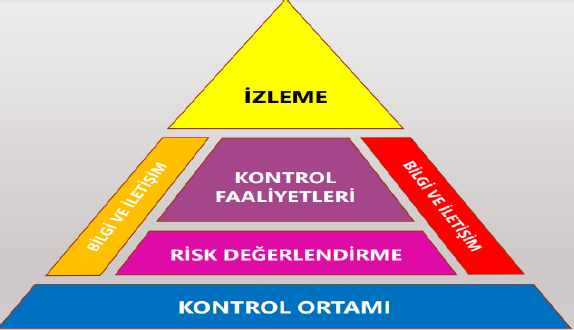 İZLEME
BİLGİ VE İLETİŞİM
KONTROL
FAALİYETLERİ
BİLGİ VE İLETİŞİM
RİSK DEĞERLENDİRME
KONTROL ORTAMI